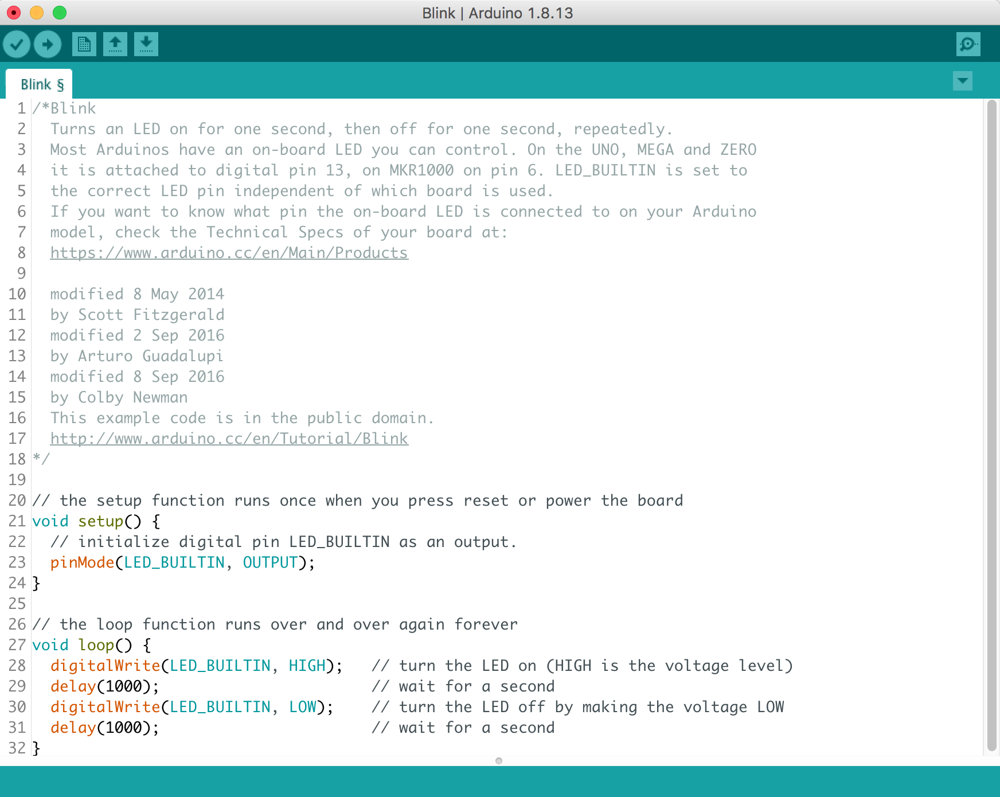 Blink | Arduino 1.8.13
Blink §
1 /*Blink
2   Turns an LED on for one second, then off for one second, repeatedly.
3   Most Arduinos have an on-board LED you can control. On the UNO, MEGA and ZERO
4   it is attached to digital pin 13, on MKR1000 on pin 6. LED_BUILTIN is set to
5   the correct LED pin independent of which board is used.
6   If you want to know what pin the on-board LED is connected to on your Arduino
7   model, check the Technical Specs of your board at:
8   https://www.arduino.cc/en/Main/Products
9
10   modified 8 May 2014
11   by Scott Fitzgerald
12   modified 2 Sep 2016
13   by Arturo Guadalupi
14   modified 8 Sep 2016
15   by Colby Newman
16   This example code is in the public domain.
17   http://www.arduino.cc/en/Tutorial/Blink
18 */
19
20 // the setup function runs once when you press reset or power the board
21 void setup() {
22   // initialize digital pin LED_BUILTIN as an output.
23   pinMode(LED_BUILTIN, OUTPUT);
24 }
25
26 // the loop function runs over and over again forever
27 void loop() {
28   digitalWrite(LED_BUILTIN, HIGH);   // turn the LED on (HIGH is the voltage level)
29   delay(1000);                       // wait for a second
30   digitalWrite(LED_BUILTIN, LOW);    // turn the LED off by making the voltage LOW
31   delay(1000);                       // wait for a second
32 }